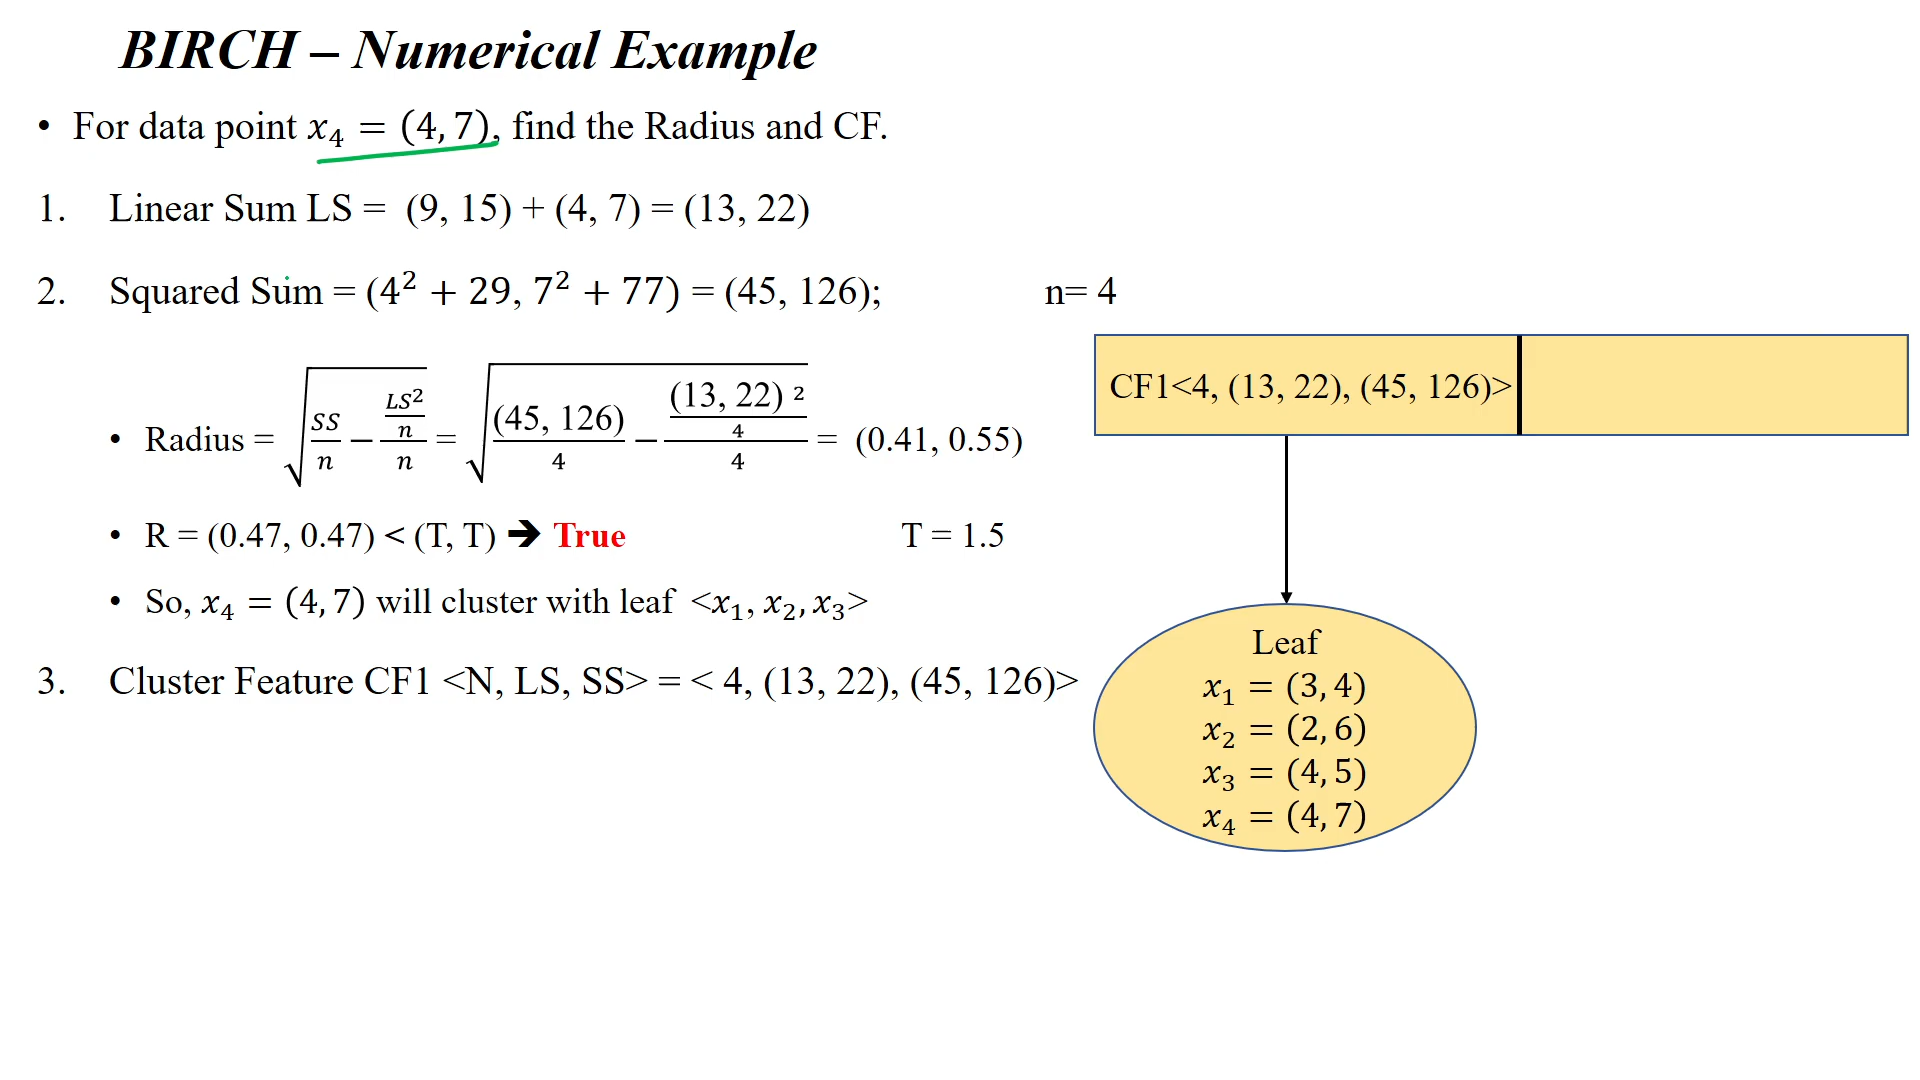 BIRCH – Numerical Example
• For data point x₄ = (4, 7), find the Radius and CF.
1. Linear Sum LS = (9, 15) + (4, 7) = (13, 22)
2. Squared Sum = (4² + 29, 7² + 77) = (45, 126); n= 4
• Radius = √(SS/n − (LS²/n)/n) = √((45, 126)/4 − ((13, 22)²/4)/4) = (0.41, 0.55)
• R = (0.47, 0.47) < (T, T) ➔ True T = 1.5
• So, x₄ = (4, 7) will cluster with leaf <x₁, x₂, x₃>
3. Cluster Feature CF1 <N, LS, SS> = < 4, (13, 22), (45, 126)>
CF1<4, (13, 22), (45, 126)>
Leaf
x₁ = (3, 4)
x₂ = (2, 6)
x₃ = (4, 5)
x₄ = (4, 7)